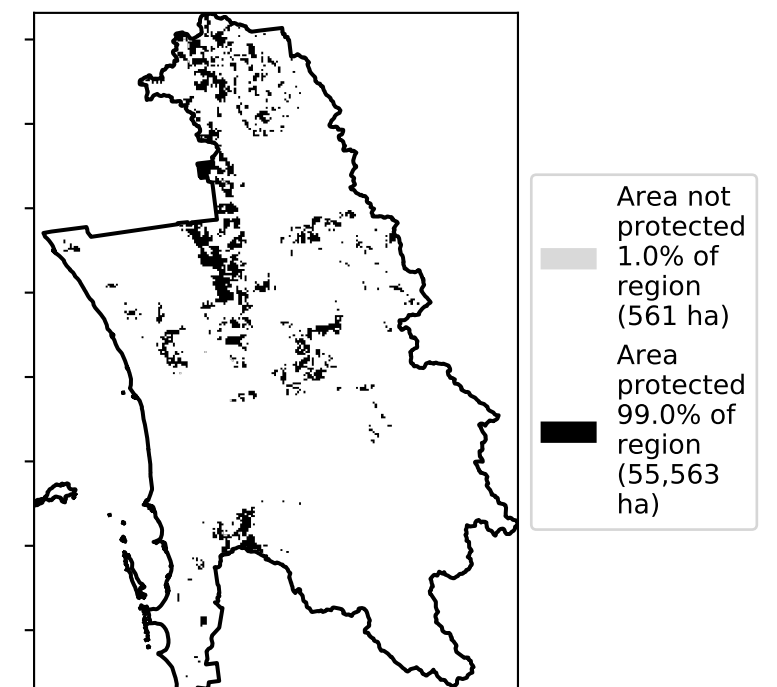 Area not
protected
1.0% of
region
(561 ha)
Area
protected
99.0% of
region
(55,563
ha)